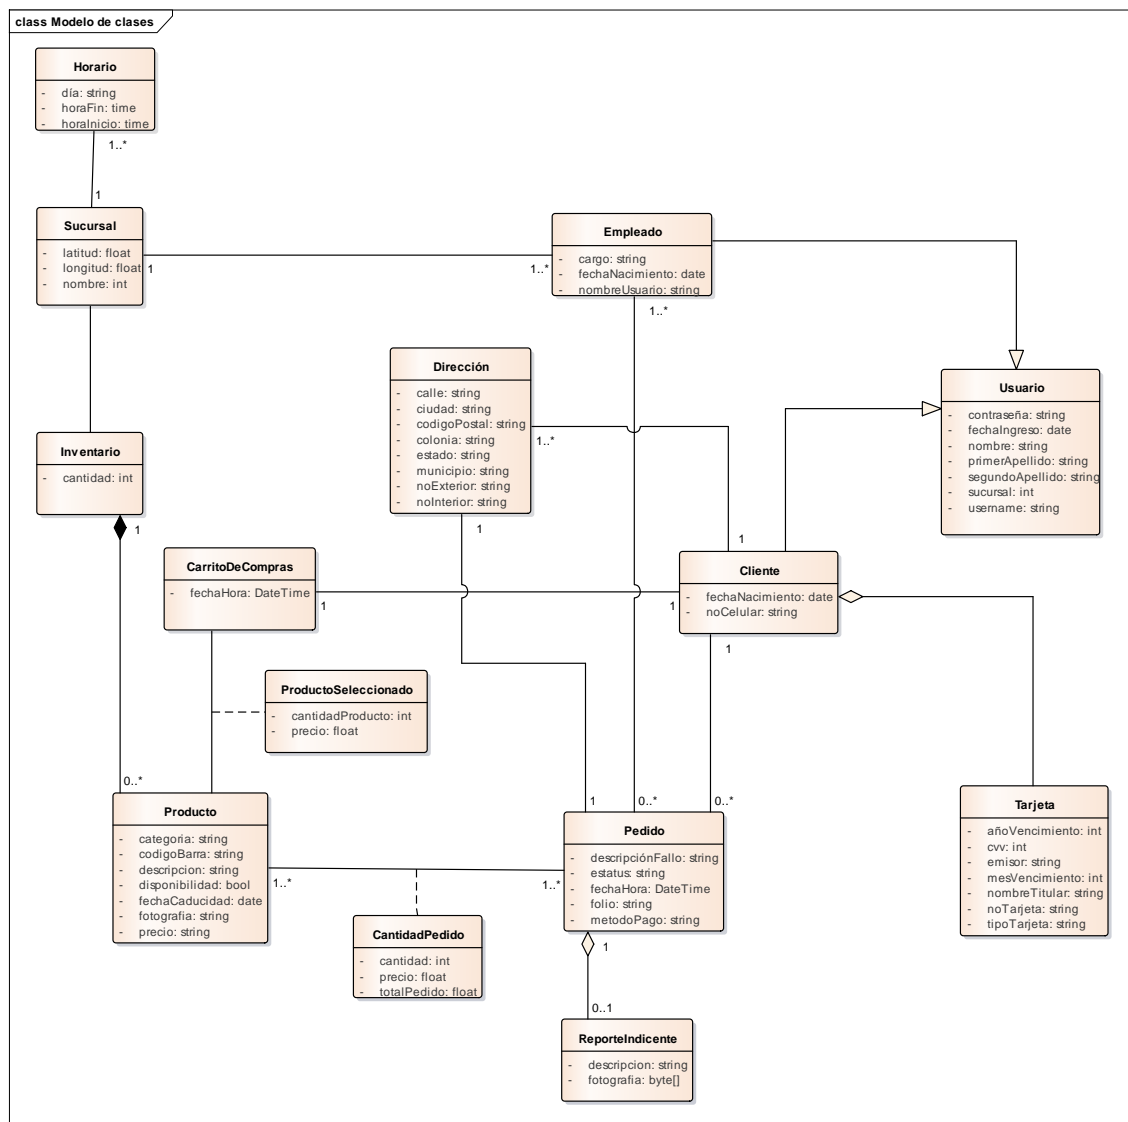 class Modelo de clases
Horario
- día: string
- horaFin: time
- horaInicio: time
1..*
1
Sucursal
- latitud: float
- longitud: float
- nombre: int
1
1..*
Empleado
- cargo: string
- fechaNacimiento: date
- nombreUsuario: string
1..*
Dirección
- calle: string
- ciudad: string
- codigoPostal: string
- colonia: string
- estado: string
- municipio: string
- noExterior: string
- noInterior: string
1..*
1
1
Usuario
- contraseña: string
- fechaIngreso: date
- nombre: string
- primerApellido: string
- segundoApellido: string
- sucursal: int
- username: string
Inventario
- cantidad: int
1
0..*
CarritoDeCompras
- fechaHora: DateTime
1
1
Cliente
- fechaNacimiento: date
- noCelular: string
1
ProductoSeleccionado
- cantidadProducto: int
- precio: float
Producto
- categoria: string
- codigoBarra: string
- descripcion: string
- disponibilidad: bool
- fechaCaducidad: date
- fotografia: string
- precio: string
1..*
1..*
1
0..*
0..*
Pedido
- descripciónFallo: string
- estatus: string
- fechaHora: DateTime
- folio: string
- metodoPago: string
1
0..1
Tarjeta
- añoVencimiento: int
- cvv: int
- emisor: string
- mesVencimiento: int
- nombreTitular: string
- noTarjeta: string
- tipoTarjeta: string
CantidadPedido
- cantidad: int
- precio: float
- totalPedido: float
ReporteIndicente
- descripcion: string
- fotografia: byte[]